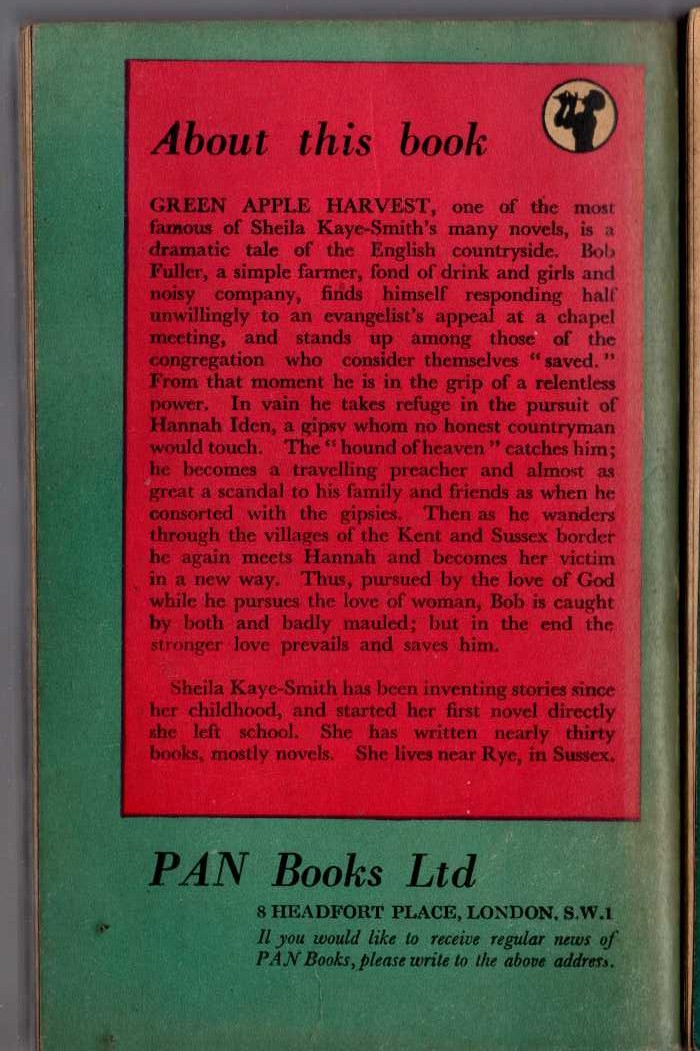 About this book
GREEN APPLE HARVEST, one of the most
famous of Sheila Kaye-Smith's many novels, is a
dramatic tale of the English countryside. Bob
Fuller, a simple farmer, fond of drink and girls and
noisy company, finds himself responding half
unwillingly to an evangelist's appeal at a chapel
meeting, and stands up among those of the
congregation who consider themselves "saved."
From that moment he is in the grip of a relentless
power. In vain he takes refuge in the pursuit of
Hannah Iden, a gipsy whom no honest countryman
would touch. The "hound of heaven" catches him;
he becomes a travelling preacher and almost as
great a scandal to his family and friends as when he
consorted with the gipsies. Then as he wanders
through the villages of the Kent and Sussex border
he again meets Hannah and becomes her victim
in a new way. Thus, pursued by the love of God
while he pursues the love of woman, Bob is caught
by both and badly mauled; but in the end the
stronger love prevails and saves him.
Sheila Kaye-Smith has been inventing stories since
her childhood, and started her first novel directly
she left school. She has written nearly thirty
books, mostly novels. She lives near Rye, in Sussex.
PAN Books Ltd
8 HEADFORT PLACE, LONDON, S.W.1
If you would like to receive regular news of
PAN Books, please write to the above address.